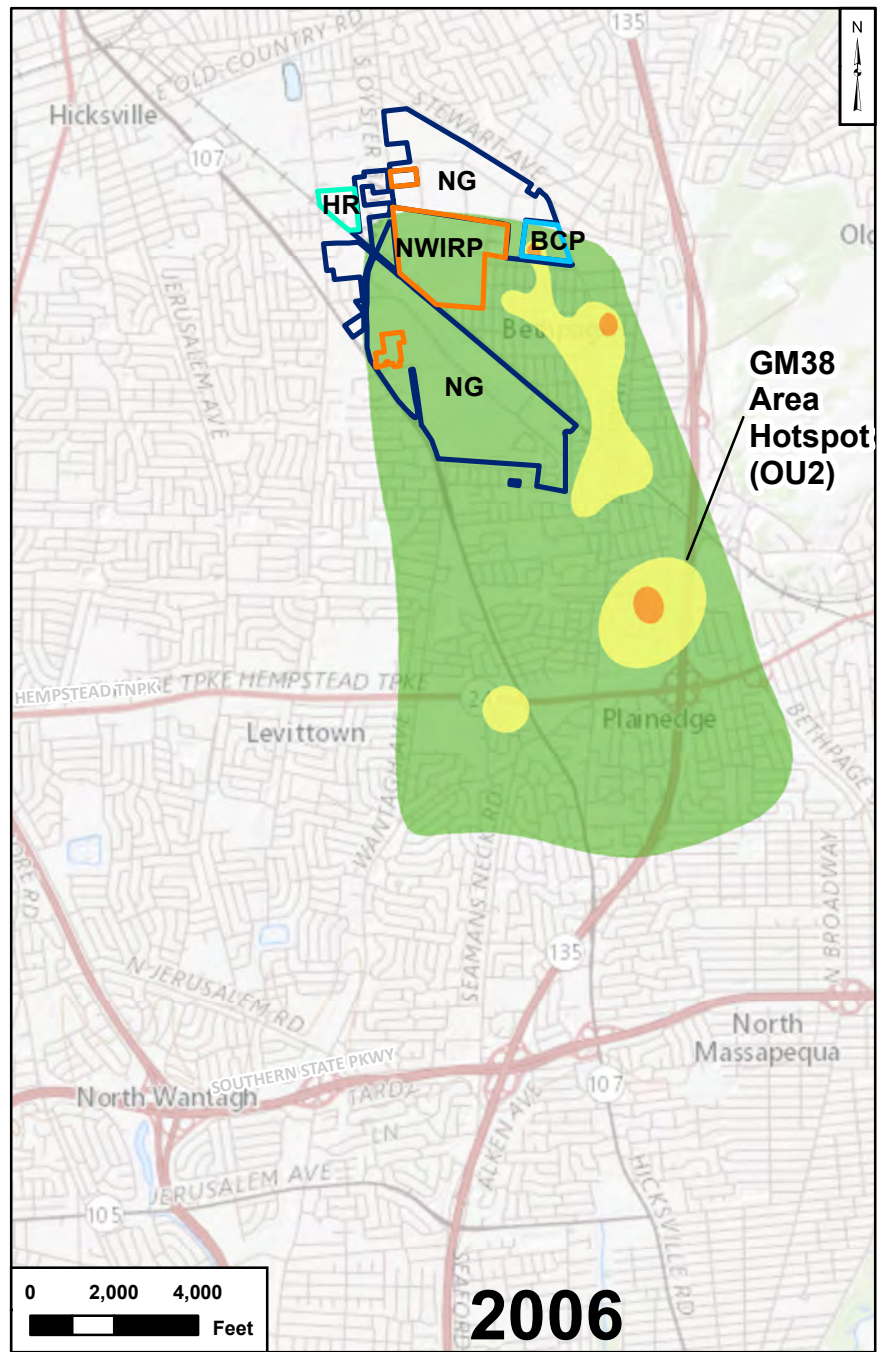 135
N
E OLD-COUNTRY RD
S OYSTER
STEWART AVE
Hicksville
107
NG
HR
NWIRP
BCP
Old
JERUSALEM AVE
NG
GM38
Area
Hotspot
(OU2)
HEMPSTEAD TNPK
E TPKE HEMPSTEAD TPKE
24
Plainedge
Levittown
WANTAGH AVE
BETHPAGE
SEAMANS NECK RD
N BROADWAY
ORE RD
135
N JERUSALEM RD
North
Massapequa
SOUTHERN STATE PKWY
North Wantagh
TARDY
LN
107
ALKEN AVE
JERUSALEM AVE
105
HICKSVILLE RD
SEAFORD
0 2,000 4,000
Feet
2006